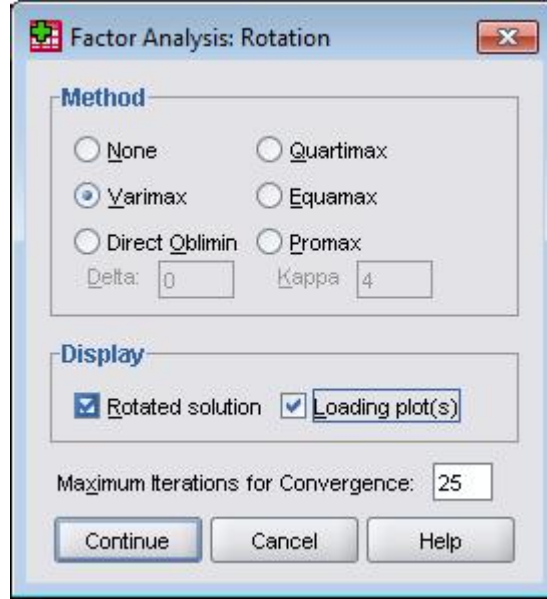 Factor Analysis: Rotation
Method
None Quartimax
Varimax Equamax
Direct Oblimin Promax
Delta: 0 Kappa 4
Display
Rotated solution Loading plot(s)
Maximum Iterations for Convergence: 25
Continue Cancel Help